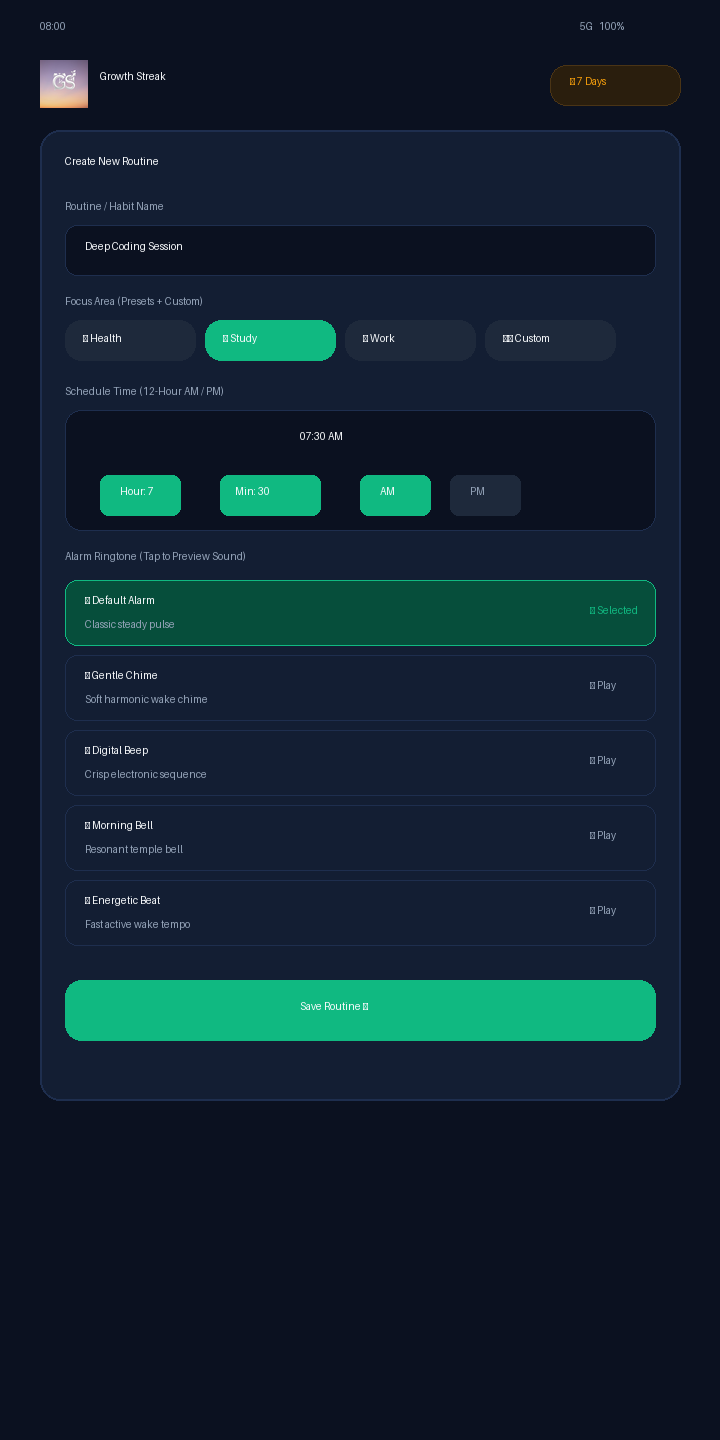 08:00 5G 100%
GS
Growth Streak
7 Days
Create New Routine
Routine / Habit Name
Deep Coding Session
Focus Area (Presets + Custom)
Health Study Work Custom
Schedule Time (12-Hour AM / PM)
07:30 AM
Hour: 7 Min: 30 AM PM
Alarm Ringtone (Tap to Preview Sound)
Default Alarm
Classic steady pulse
Selected
Gentle Chime
Soft harmonic wake chime
Play
Digital Beep
Crisp electronic sequence
Play
Morning Bell
Resonant temple bell
Play
Energetic Beat
Fast active wake tempo
Play
Save Routine